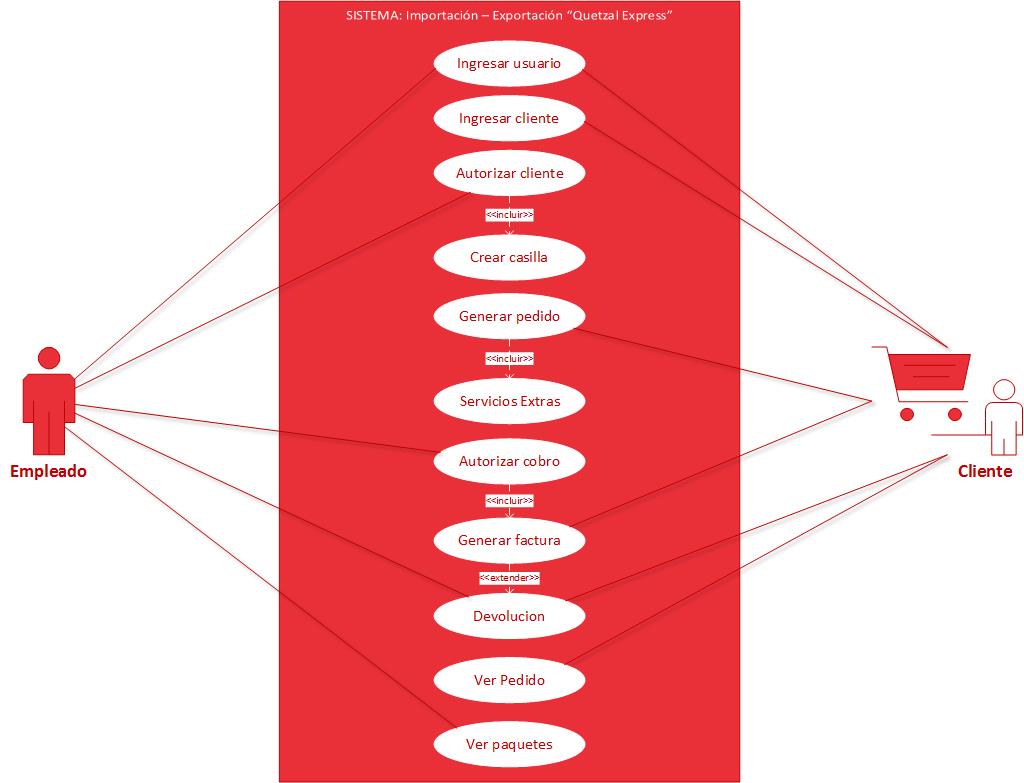 SISTEMA: Importación – Exportación “Quetzal Express”
Ingresar usuario
Ingresar cliente
Autorizar cliente
<<incluir>>
Crear casilla
Generar pedido
<<incluir>>
Servicios Extras
Autorizar cobro
Empleado
Cliente
<<incluir>>
Generar factura
<<extender>>
Devolucion
Ver Pedido
Ver paquetes